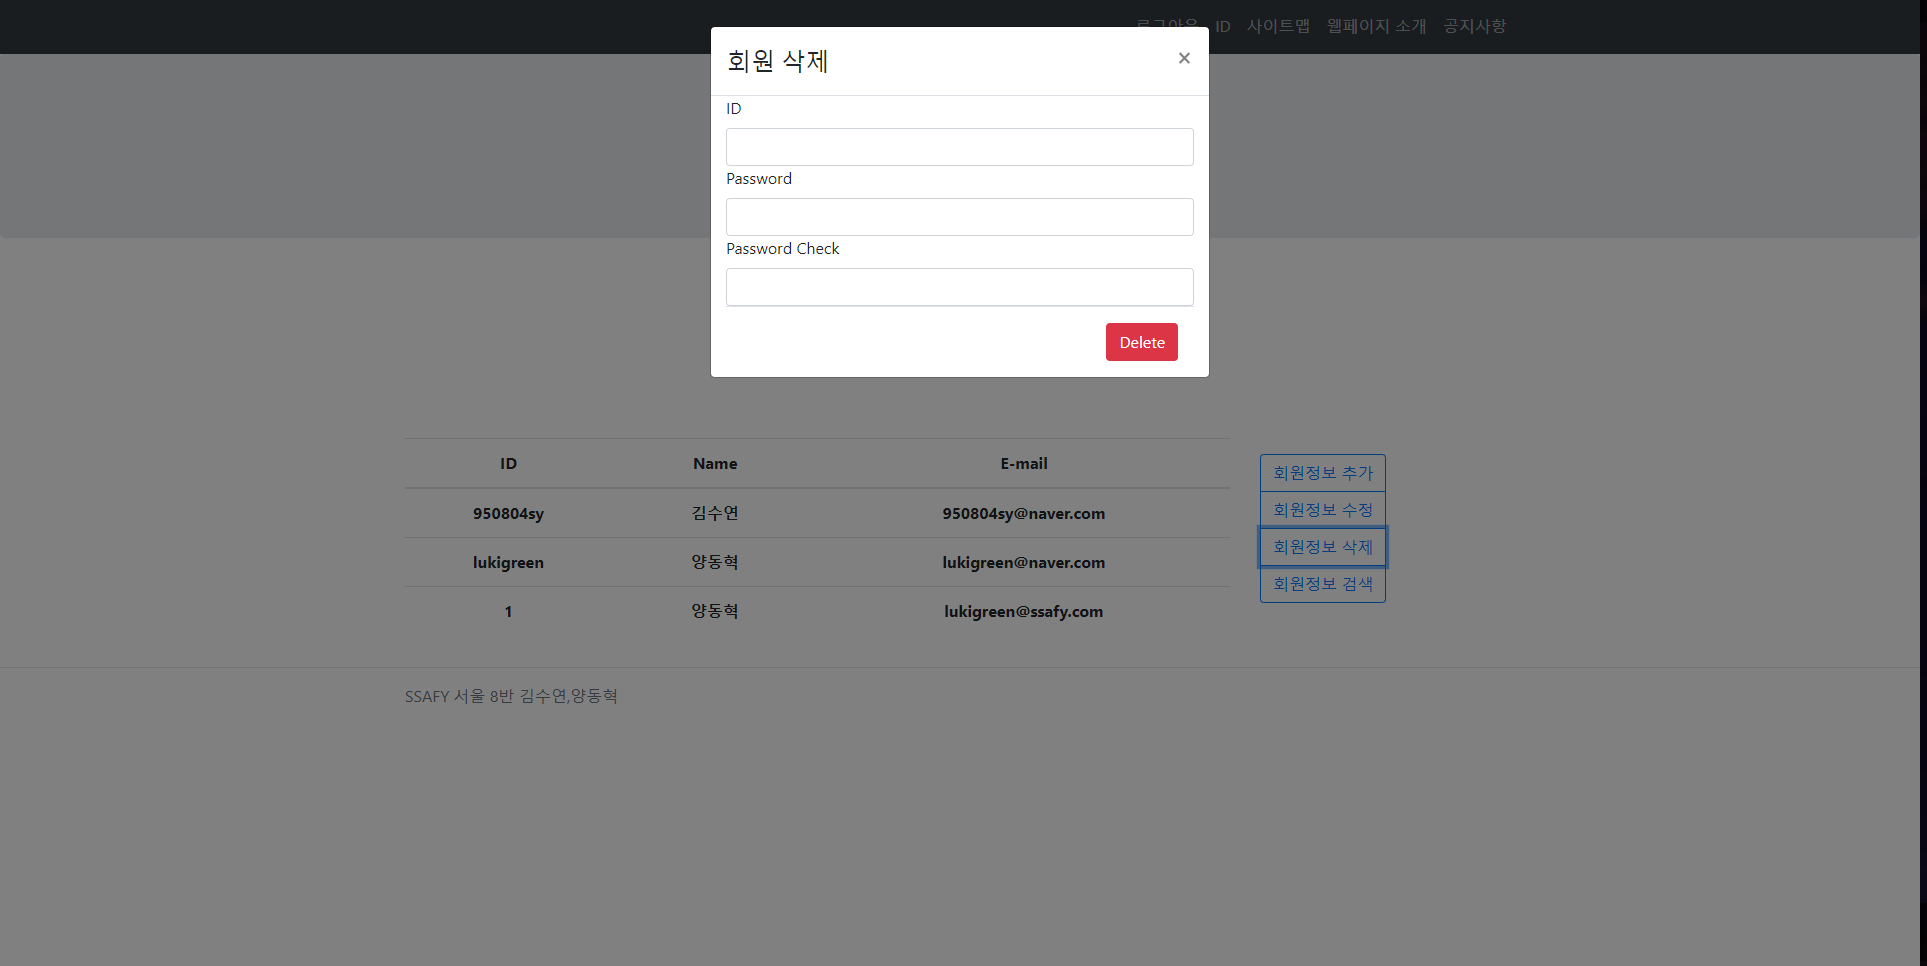 ID 사이트맵 웹페이지 소개 공지사항
회원 삭제 ×
ID
Password
Password Check
Delete
ID Name E-mail
950804sy 김수연 950804sy@naver.com
lukigreen 양동혁 lukigreen@naver.com
1 양동혁 lukigreen@ssafy.com
회원정보 추가
회원정보 수정
회원정보 삭제
회원정보 검색
SSAFY 서울 8반 김수연,양동혁